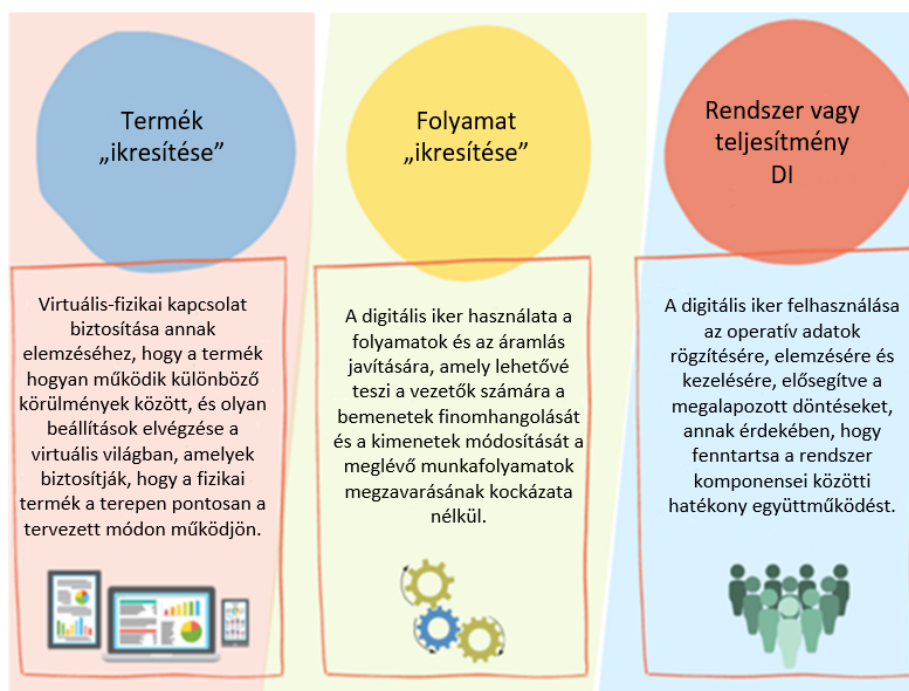 Termék
„ikresítése”
Virtuális-fizikai kapcsolat
biztosítása annak
elemzéséhez, hogy a termék
hogyan működik különböző
körülmények között, és olyan
beállítások elvégzése a
virtuális világban, amelyek
biztosítják, hogy a fizikai
termék a terepen pontosan a
tervezett módon működjön.
Folyamat
„ikresítése”
A digitális iker használata a
folyamatok és az áramlás
javítására, amely lehetővé
teszi a vezetők számára a
bemenetek finomhangolását
és a kimenetek módosítását a
meglévő munkafolyamatok
megzavarásának kockázata
nélkül.
Rendszer vagy
teljesítmény
DI
A digitális iker felhasználása
az operatív adatok
rögzítésére, elemzésére és
kezelésére, elősegítve a
megalapozott döntéseket,
annak érdekében, hogy
fenntartsa a rendszer
komponensei közötti
hatékony együttműködést.